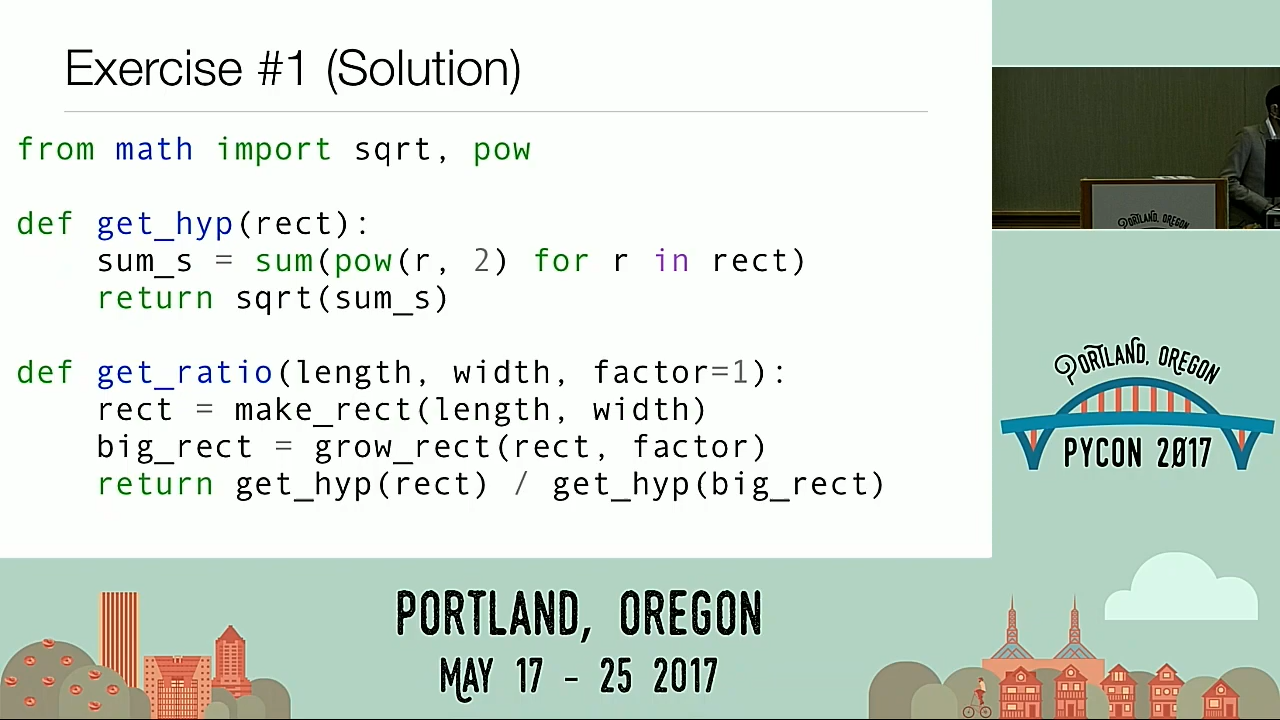 Exercise #1 (Solution)
from math import sqrt, pow
def get_hyp(rect):
    sum_s = sum(pow(r, 2) for r in rect)
    return sqrt(sum_s)
def get_ratio(length, width, factor=1):
    rect = make_rect(length, width)
    big_rect = grow_rect(rect, factor)
    return get_hyp(rect) / get_hyp(big_rect)
PORTLAND, OREGON
PORTLAND, OREGON
PYCON 2017
PORTLAND, OREGON
MAY 17 - 25 2017